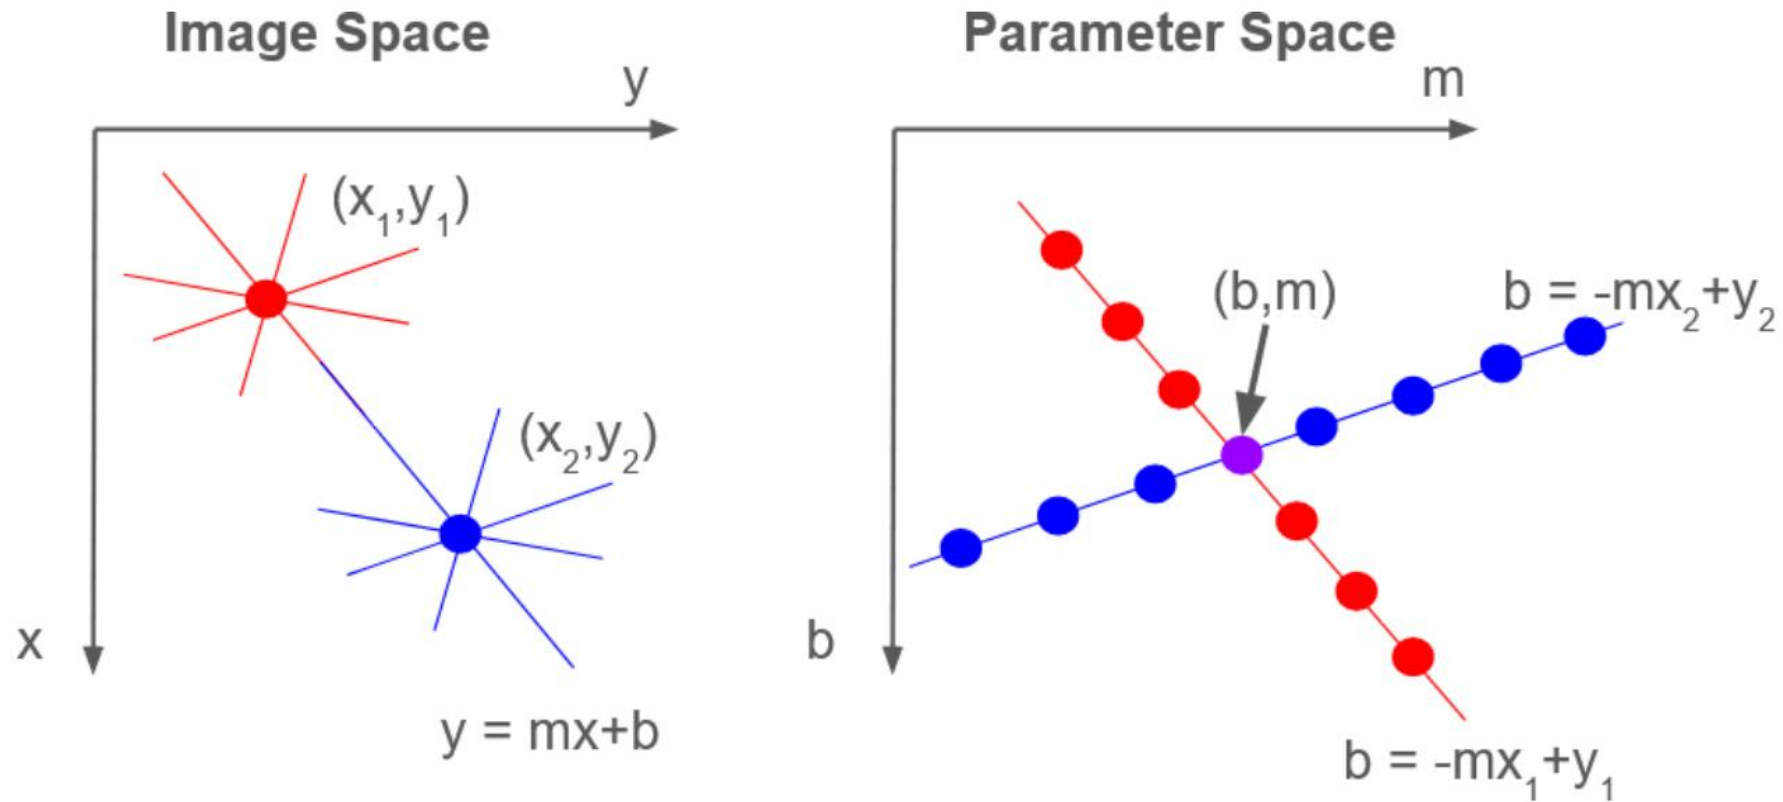 Image Space
y
(x₁,y₁)
(x₂,y₂)
x
y = mx+b
Parameter Space
m
(b,m)
b = -mx₂+y₂
b
b = -mx₁+y₁